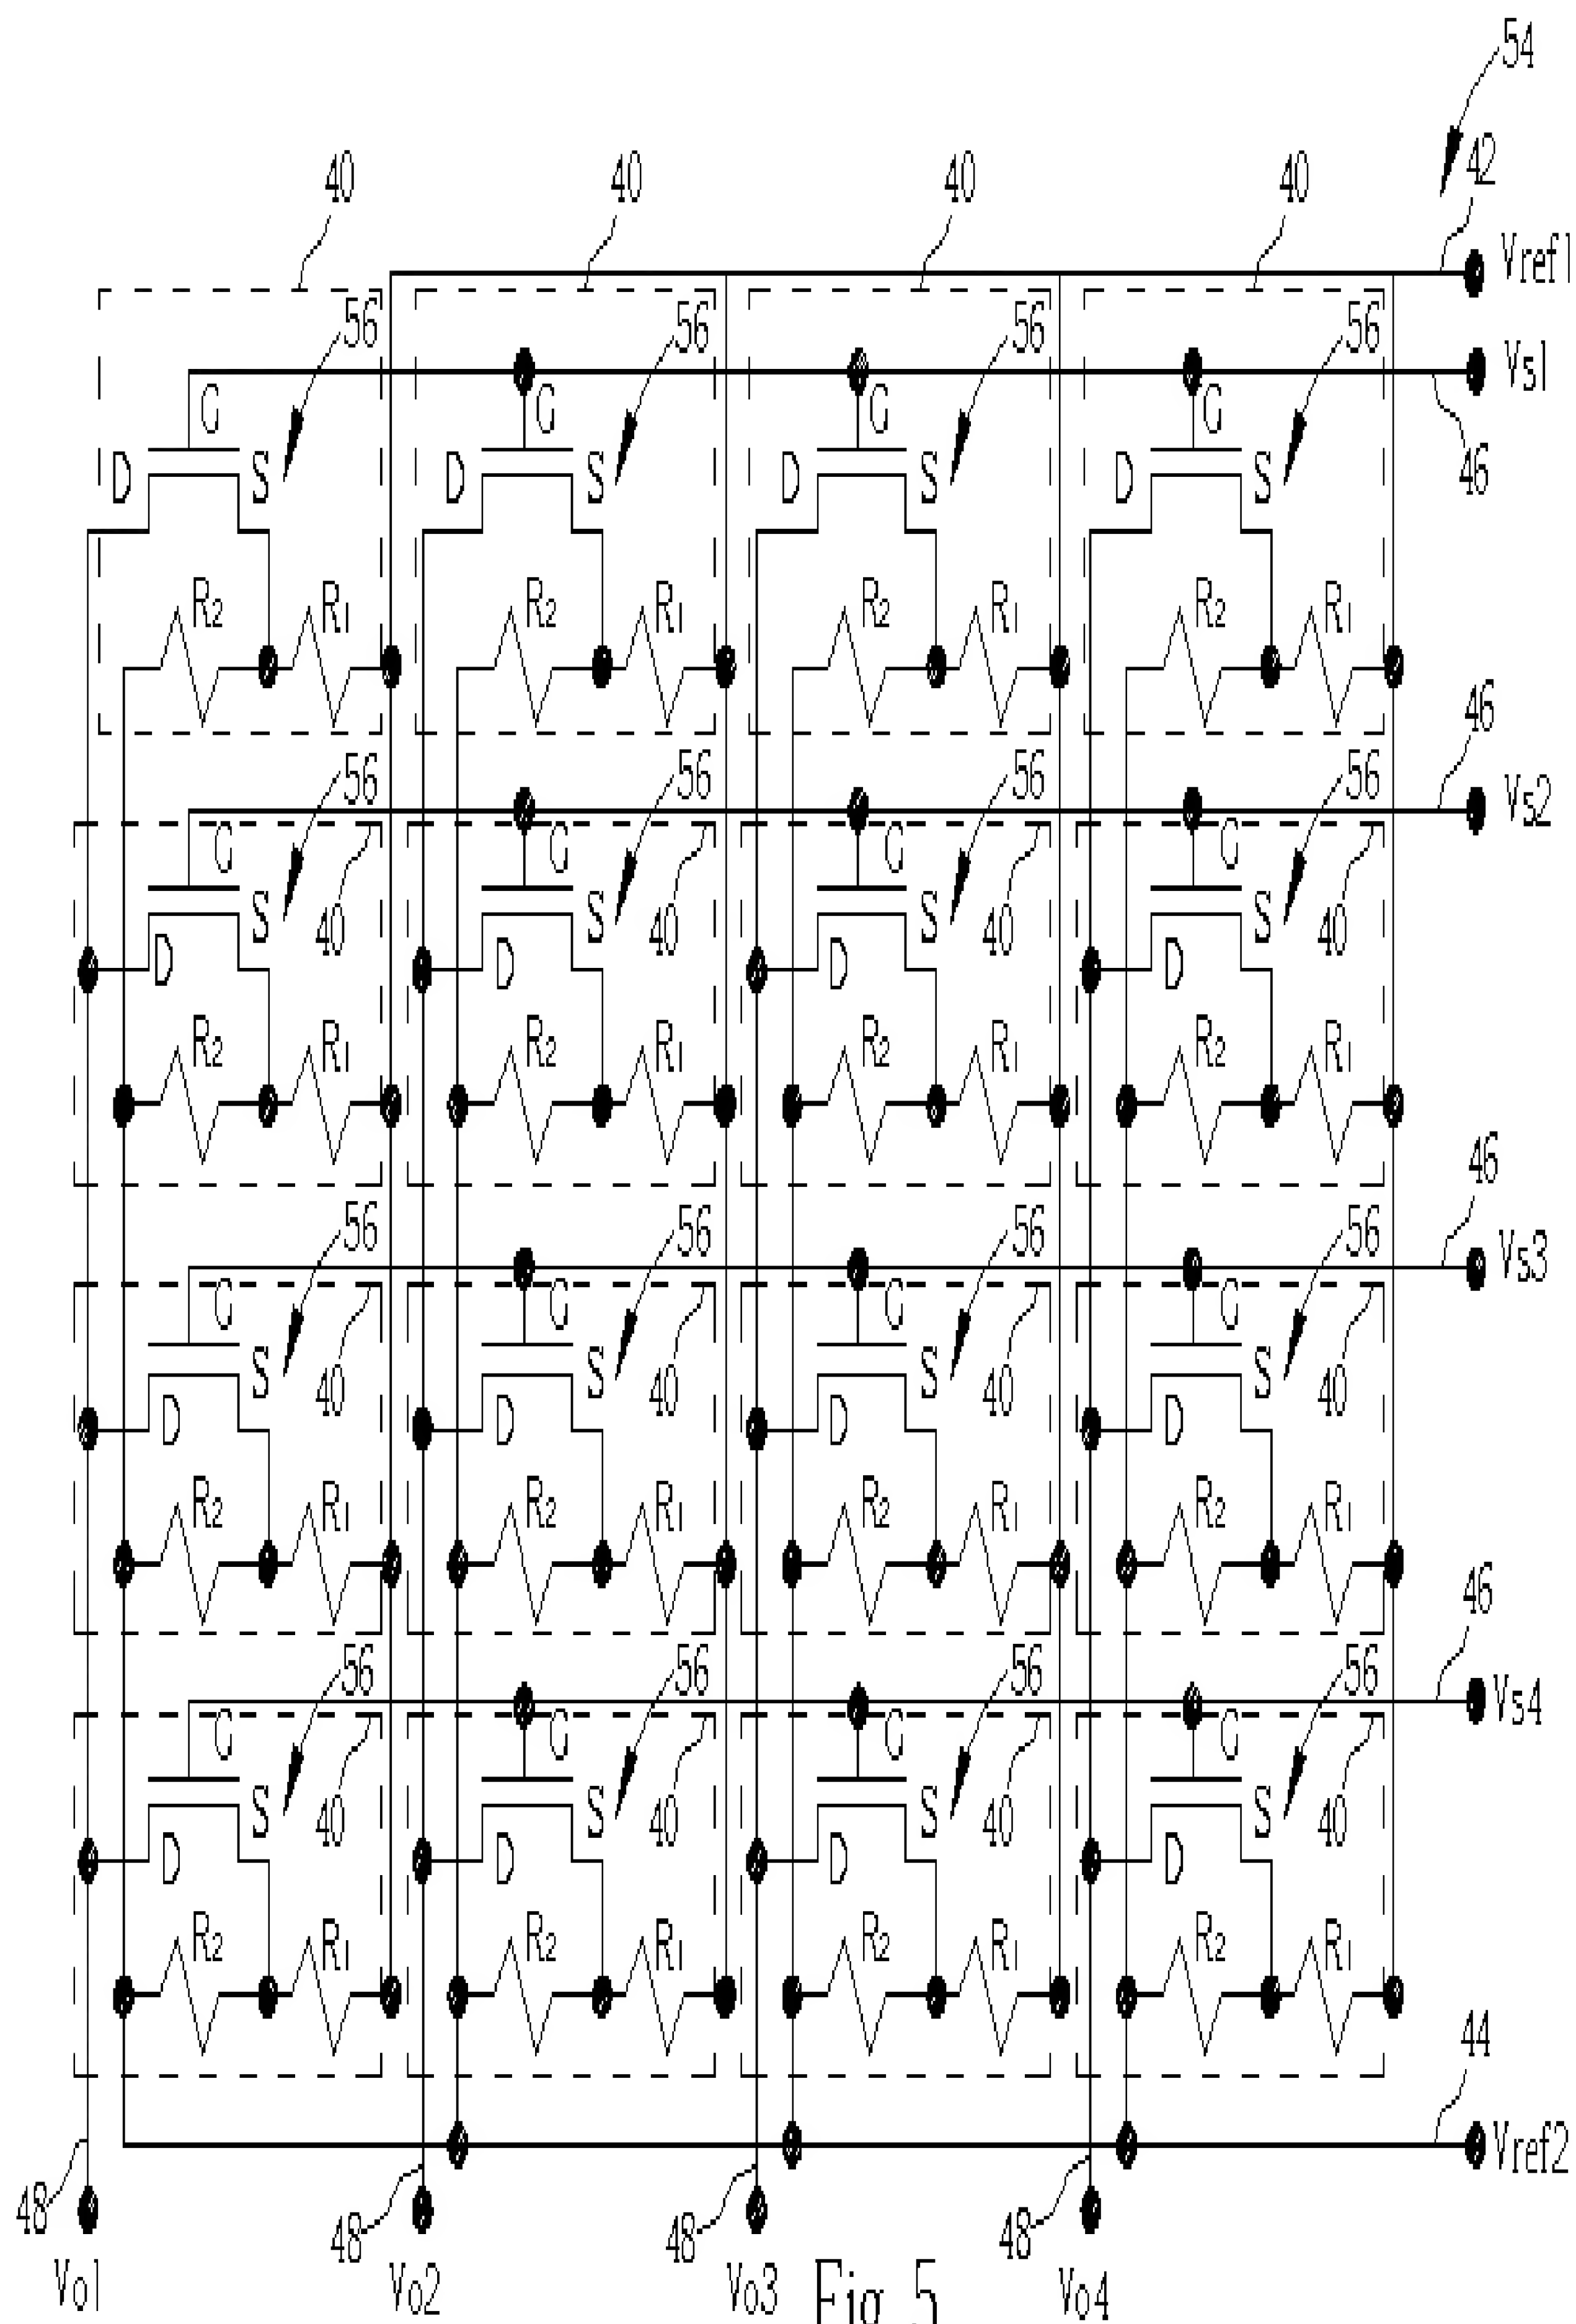 54
42
40 40 40 40
Vref1
56 56 56 56
Vs1
G G G G
D S D S D S D S
46
R2 R1 R2 R1 R2 R1 R2 R1
46
56 56 56 56
Vs2
G G G G
40 40 40 40
S S S S
D D D D
R2 R1 R2 R1 R2 R1 R2 R1
46
56 56 56 56
Vs3
G G G G
S 40 S 40 S 40 S 40
D D D D
R2 R1 R2 R1 R2 R1 R2 R1
46
56 56 56 56
Vs4
G G G G
S 40 S 40 S 40 S 40
D D D D
R2 R1 R2 R1 R2 R1 R2 R1
44
Vref2
48 48 48 48
Vo1 Vo2 Vo3 Vo4
Fig 5